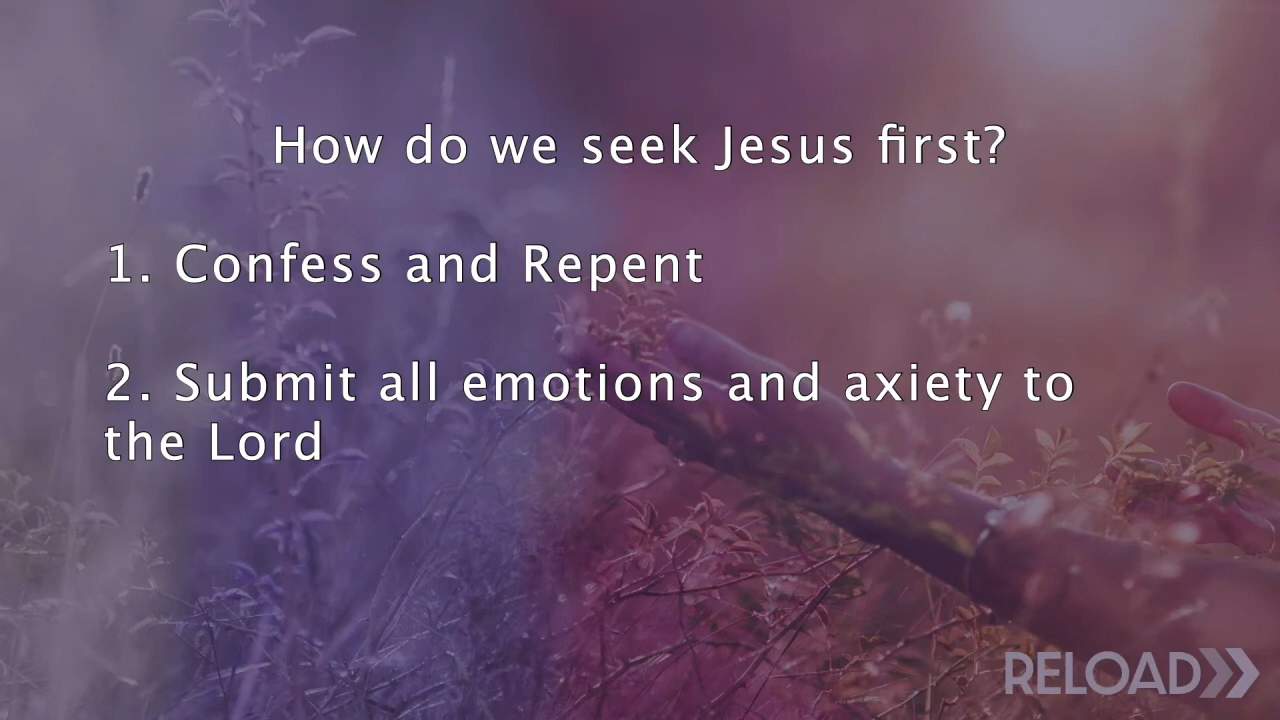 How do we seek Jesus first?
1. Confess and Repent
2. Submit all emotions and axiety to
the Lord
RELOAD